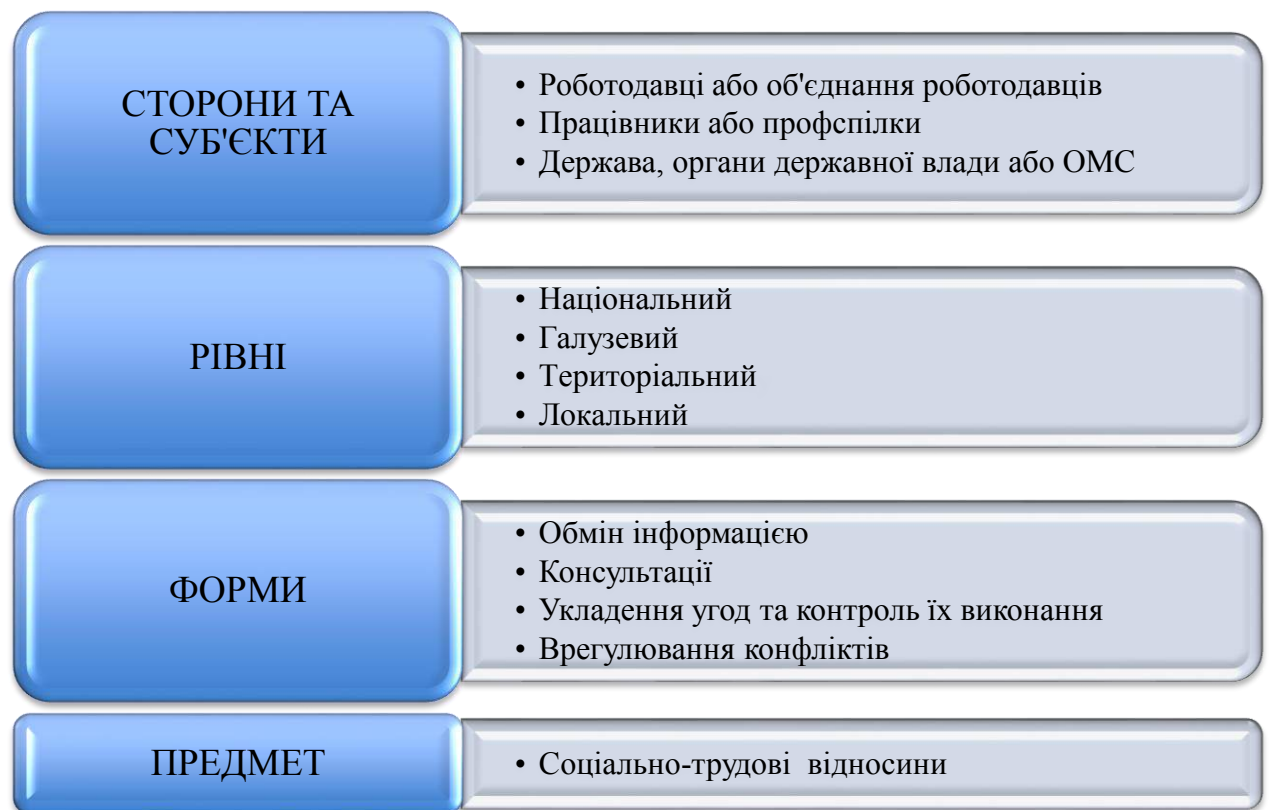 СТОРОНИ ТА
СУБ'ЄКТИ
• Роботодавці або об'єднання роботодавців
• Працівники або профспілки
• Держава, органи державної влади або ОМС
РІВНІ
• Національний
• Галузевий
• Територіальний
• Локальний
ФОРМИ
• Обмін інформацією
• Консультації
• Укладення угод та контроль їх виконання
• Врегулювання конфліктів
ПРЕДМЕТ
• Соціально-трудові відносини